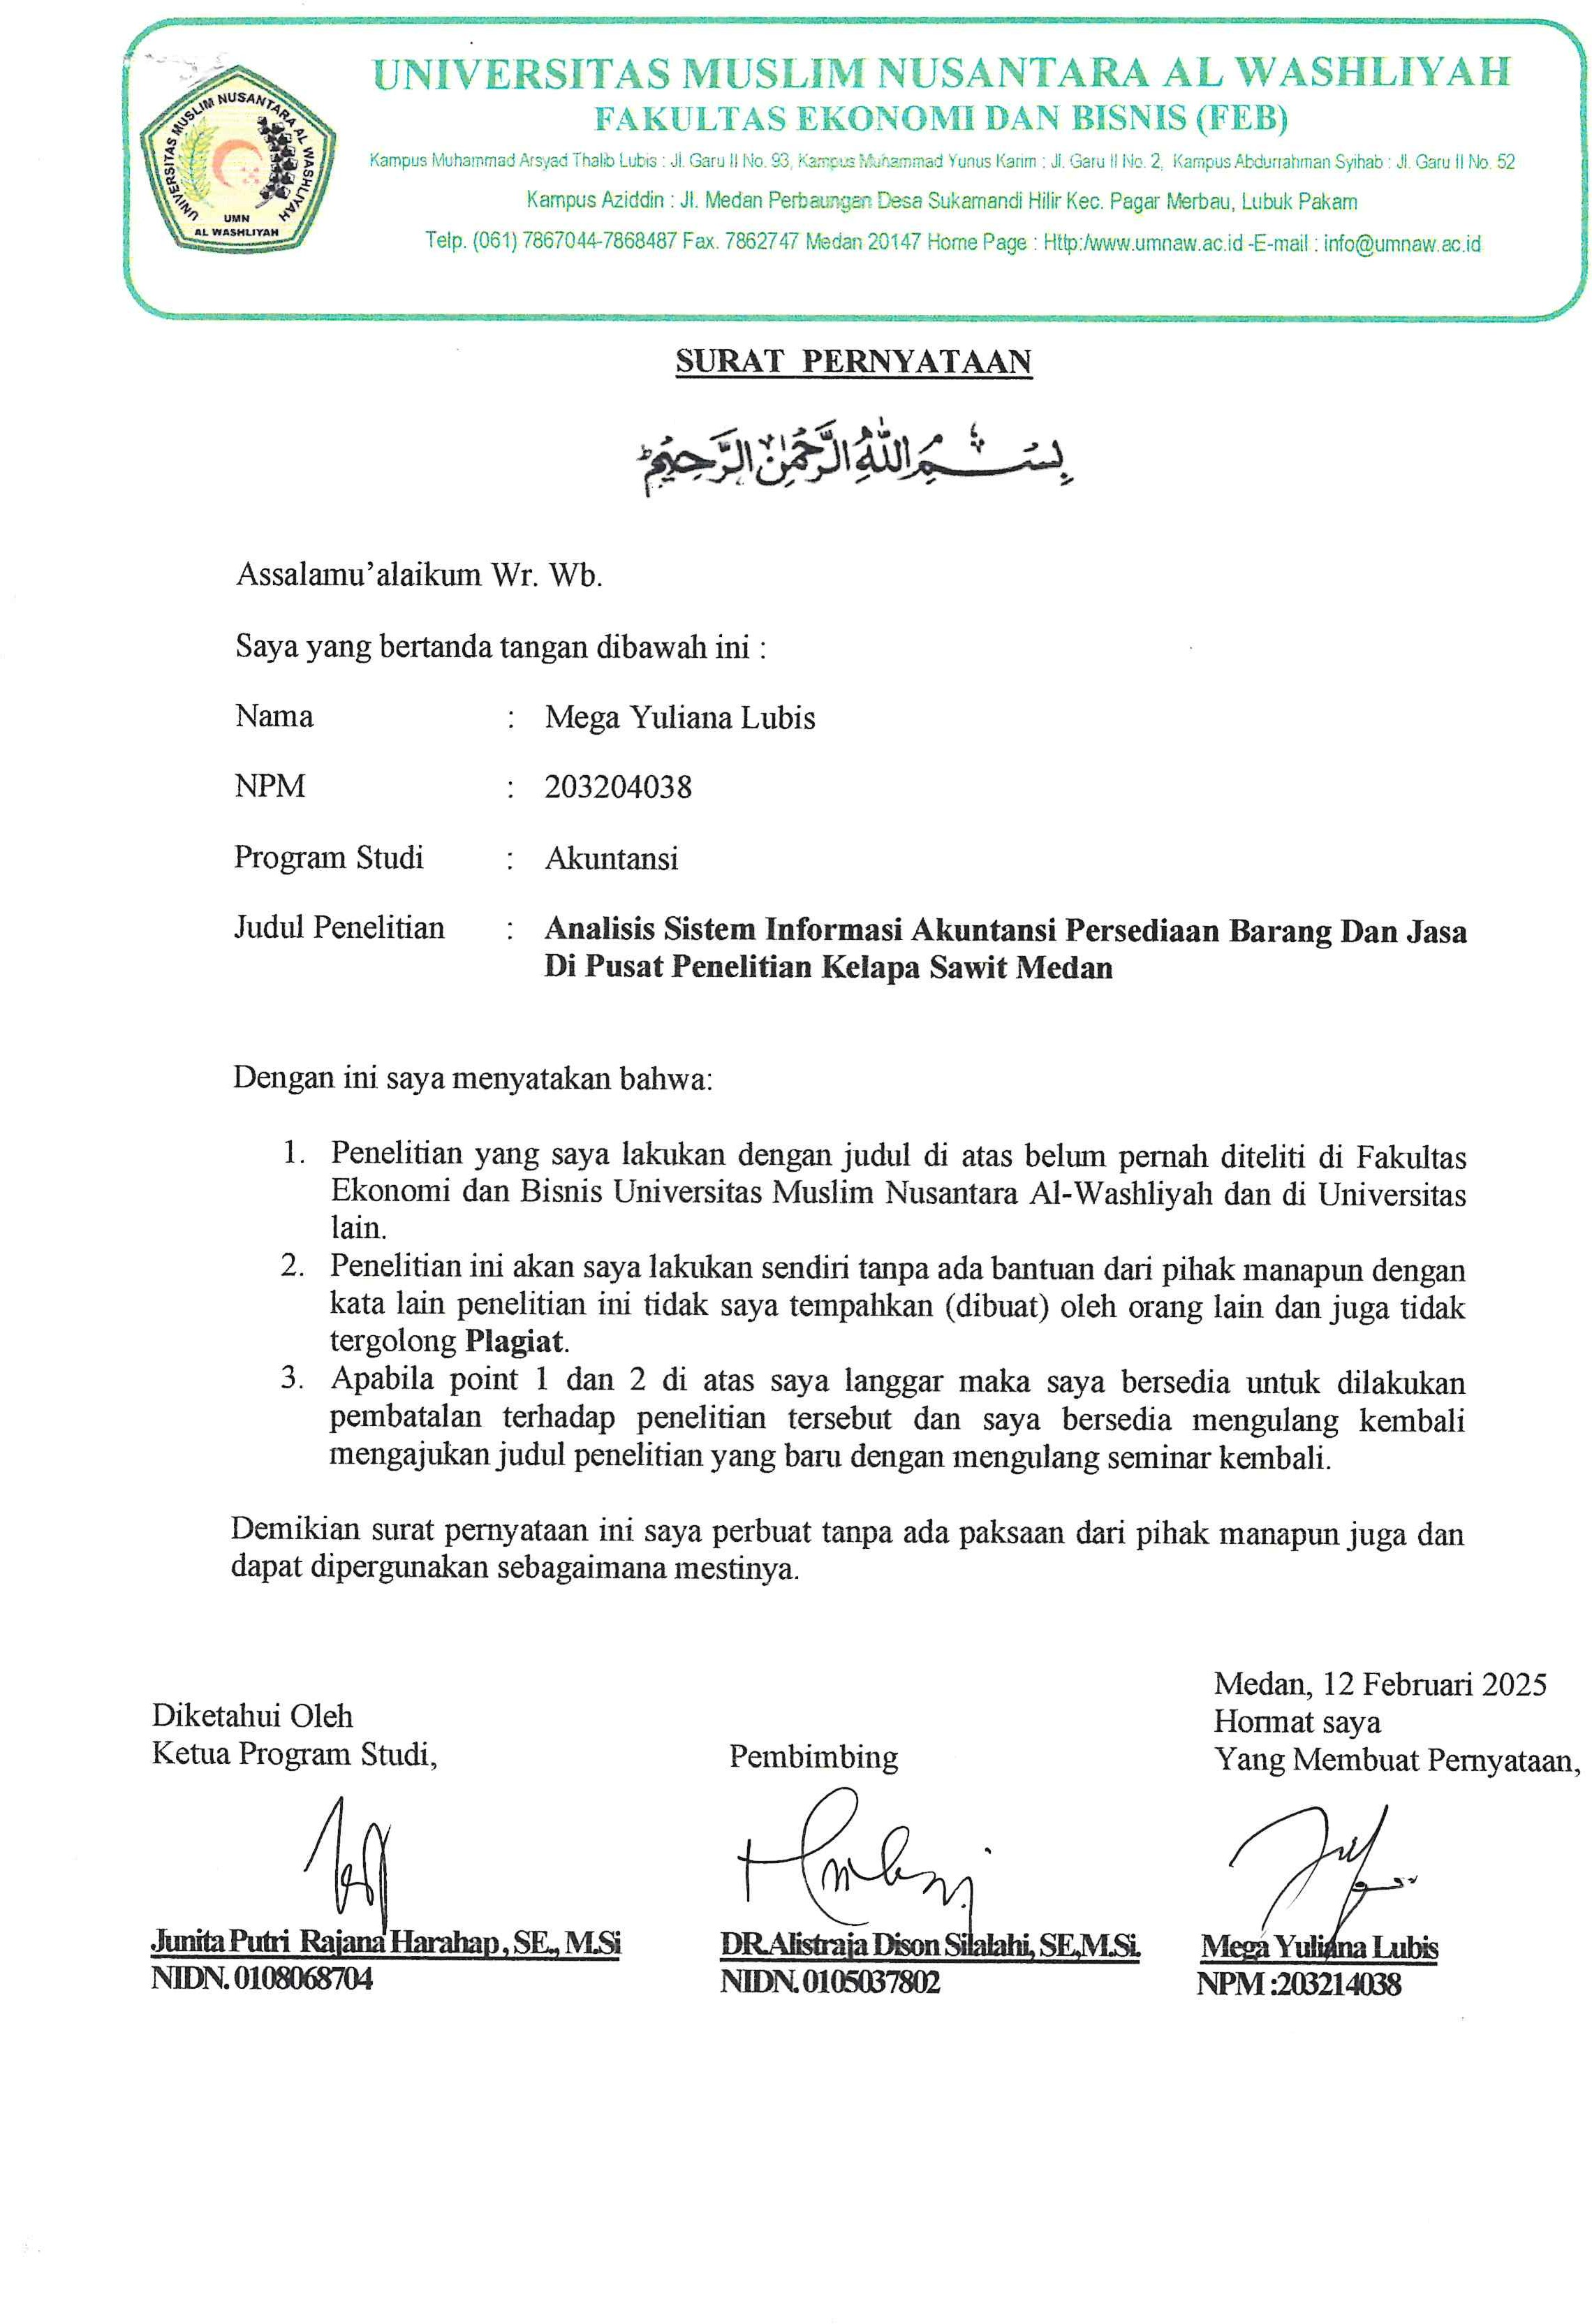 UNIVERSITAS MUSLIM NUSANTARA AL WASHLIYAH
UMN
AL WASHLIYAH
UNIVERSITAS MUSLIM NUSANTARA AL WASHLIYAH
FAKULTAS EKONOMI DAN BISNIS (FEB)
Kampus Muhammad Arsyad Thalib Lubis : Jl. Garu II No. 93, Kampus Muhammad Yunus Karim : Jl. Garu II No. 2, Kampus Abdurrahman Syihab : Jl. Garu II No. 52
Kampus Aziddin : Jl. Medan Perbaungan Desa Sukamandi Hilir Kec. Pagar Merbau, Lubuk Pakam
Telp. (061) 7867044-7868487 Fax. 7862747 Medan 20147 Home Page : Http:/www.umnaw.ac.id -E-mail : info@umnaw.ac.id
SURAT PERNYATAAN
بِسْمِ اللهِ الرَّحْمٰنِ الرَّحِيْمِ
Assalamu’alaikum Wr. Wb.
Saya yang bertanda tangan dibawah ini :
Nama : Mega Yuliana Lubis
NPM : 203204038
Program Studi : Akuntansi
Judul Penelitian : Analisis Sistem Informasi Akuntansi Persediaan Barang Dan Jasa
Di Pusat Penelitian Kelapa Sawit Medan
Dengan ini saya menyatakan bahwa:
1. Penelitian yang saya lakukan dengan judul di atas belum pernah diteliti di Fakultas
Ekonomi dan Bisnis Universitas Muslim Nusantara Al-Washliyah dan di Universitas
lain.
2. Penelitian ini akan saya lakukan sendiri tanpa ada bantuan dari pihak manapun dengan
kata lain penelitian ini tidak saya tempahkan (dibuat) oleh orang lain dan juga tidak
tergolong Plagiat.
3. Apabila point 1 dan 2 di atas saya langgar maka saya bersedia untuk dilakukan
pembatalan terhadap penelitian tersebut dan saya bersedia mengulang kembali
mengajukan judul penelitian yang baru dengan mengulang seminar kembali.
Demikian surat pernyataan ini saya perbuat tanpa ada paksaan dari pihak manapun juga dan
dapat dipergunakan sebagaimana mestinya.
Diketahui Oleh
Ketua Program Studi,
Junita Putri Rajana Harahap, SE., M.Si
NIDN. 0108068704
Pembimbing
DR.Alistraja Dison Silalahi, SE,M.Si.
NIDN. 0105037802
Medan, 12 Februari 2025
Hormat saya
Yang Membuat Pernyataan,
Mega Yuliana Lubis
NPM :203214038